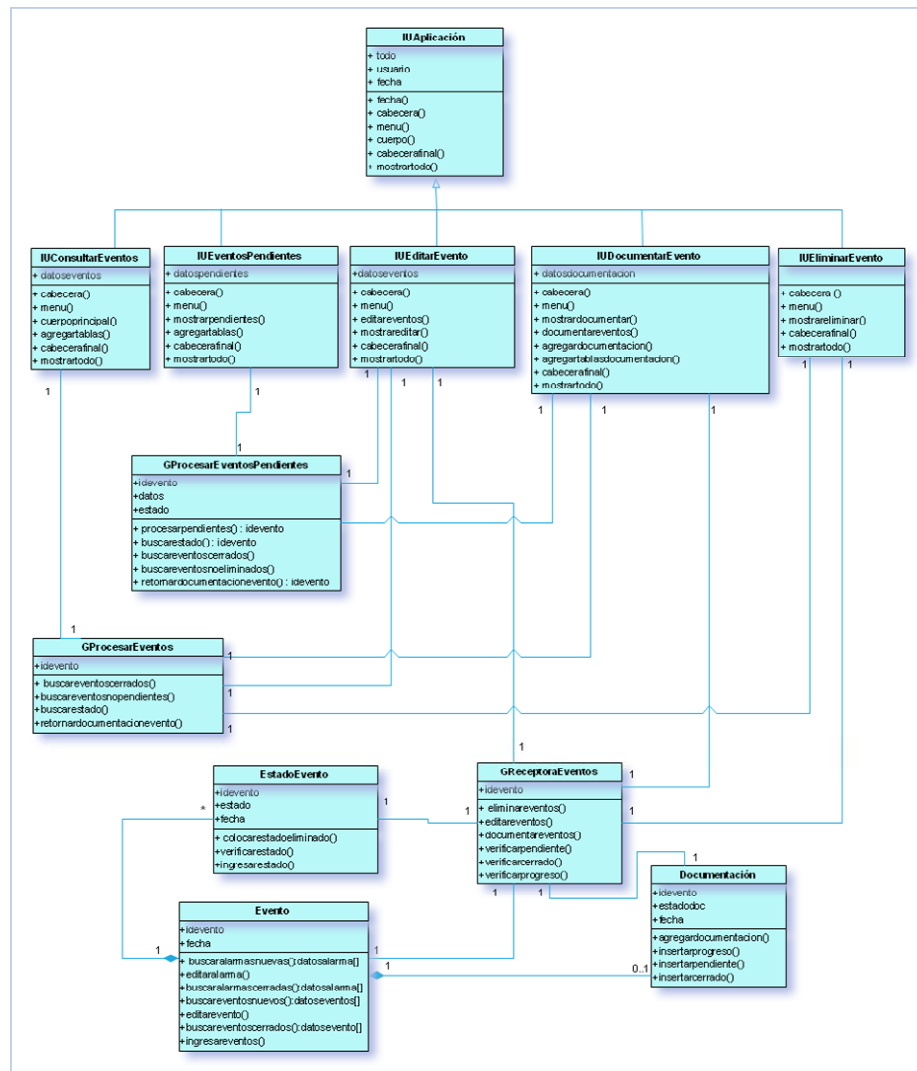 IUAplicación
+ todo
+ usuario
+ fecha
+ fecha()
+ cabecera()
+ menu()
+ cuerpo()
+ cabecerafinal()
+ mostrartodo()
IUConsultarEventos
+ datoseventos
+ cabecera()
+ menu()
+ cuerpoprincipal()
+ agregartablas()
+ cabecerafinal()
+ mostrartodo()
IUEventosPendientes
+ datospendientes
+ cabecera()
+ menu()
+ mostrarpendientes()
+ agregartablas()
+ cabecerafinal()
+ mostrartodo()
IUEditarEvento
+datoseventos
+ cabecera()
+ menu()
+ editareventos()
+ mostrareditar()
+ cabecerafinal()
+ mostrartodo()
IUDocumentarEvento
+ datosdocumentacion
+ cabecera()
+ menu()
+ mostrardocumentar()
+ documentareventos()
+ agregardocumentacion()
+ agregartablasdocumentacion()
+ cabecerafinal()
+ mostrartodo()
IUEliminarEvento
+ cabecera ()
+ menu()
+ mostrareliminar()
+ cabecerafinal()
+ mostrartodo()
1
1
1
1
1
1
1
1
1
1
1
GProcesarEventosPendientes
+idevento
+datos
+estado
+ procesarpendientes() : idevento
+ buscarestado() : idevento
+ buscareventoscerrados()
+ buscareventosnoeliminados()
+ retornardocumentacionevento() : idevento
1
1
GProcesarEventos
+idevento
+ buscareventoscerrados()
+buscareventosnopendientes()
+buscarestado()
+retornardocumentacionevento()
1
1
1
1
EstadoEvento
+idevento
+estado
+fecha
+ colocarestadoeliminado()
+verificarestado()
+ingresarestado()
*
1
GReceptoraEventos
+idevento
+ eliminareventos()
+editareventos()
+documentareventos()
+verificarpendiente()
+verificarcerrado()
+verificarprogreso()
1
1
1
1
1
1
Documentación
+idevento
+estadodoc
+fecha
+agregardocumentacion()
+insertarprogreso()
+insertarpendiente()
+insertarcerrado()
1
0..1
Evento
+idevento
+fecha
+ buscaralarmasnuevas():datosalarma[]
+editaralarma()
+buscaralarmascerradas():datosalarma[]
+buscareventosnuevos():datoseventos[]
+editarevento()
+buscareventoscerrados():datosevento[]
+ingresareventos()
1
1
1